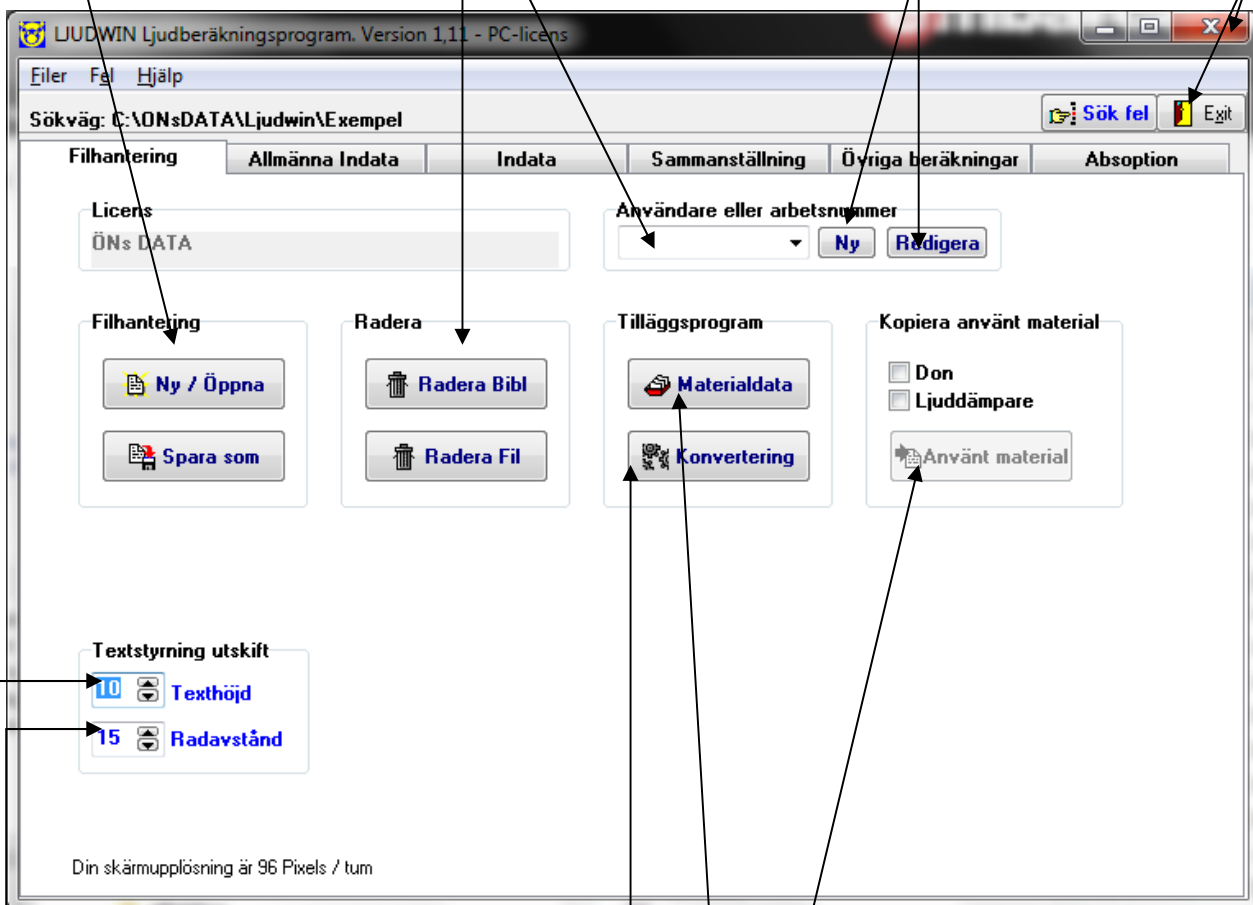 LJUDWIN Ljudberäkningsprogram. Version 1,11 - PC-licens
Filer Fel Hjälp
Sökväg: C:\ÖNsDATA\Ljudwin\Exempel
Sök fel
Exit
Filhantering Allmänna Indata Indata Sammanställning Övriga beräkningar Absoption
Licens
ÖNs DATA
Användare eller arbetsnummer
Ny Redigera
Filhantering
Ny / Öppna
Spara som
Radera
Radera Bibl
Radera Fil
Tilläggsprogram
Materialdata
Konvertering
Kopiera använt material
Don
Ljuddämpare
Använt material
Textstyrning utskift
10 Texthöjd
15 Radavstånd
Din skärmupplösning är 96 Pixels / tum